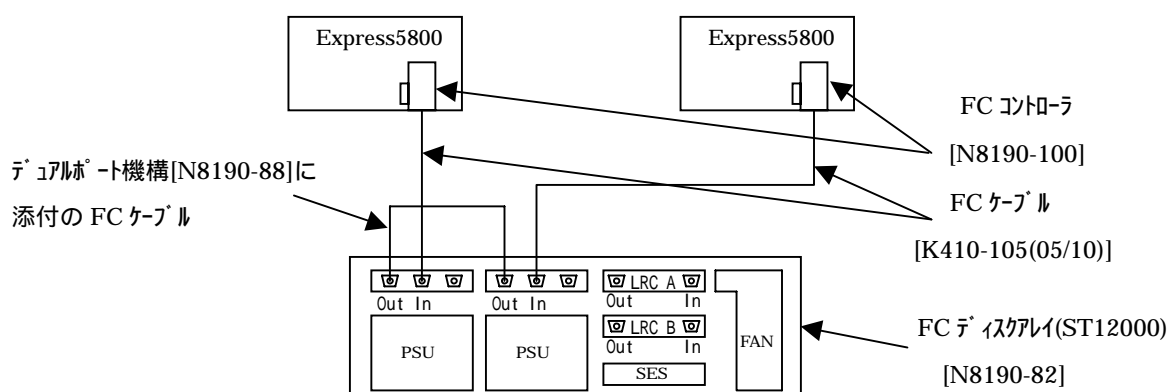 Express5800
Express5800
FC コントローラ
[N8190-100]
デュアルポート機構[N8190-88]に
添付の FC ケーブル
FC ケーブル
[K410-105(05/10)]
Out In
Out In
LRC A
Out In
LRC B
Out In
PSU
PSU
SES
FAN
FC ディスクアレイ(ST12000)
[N8190-82]